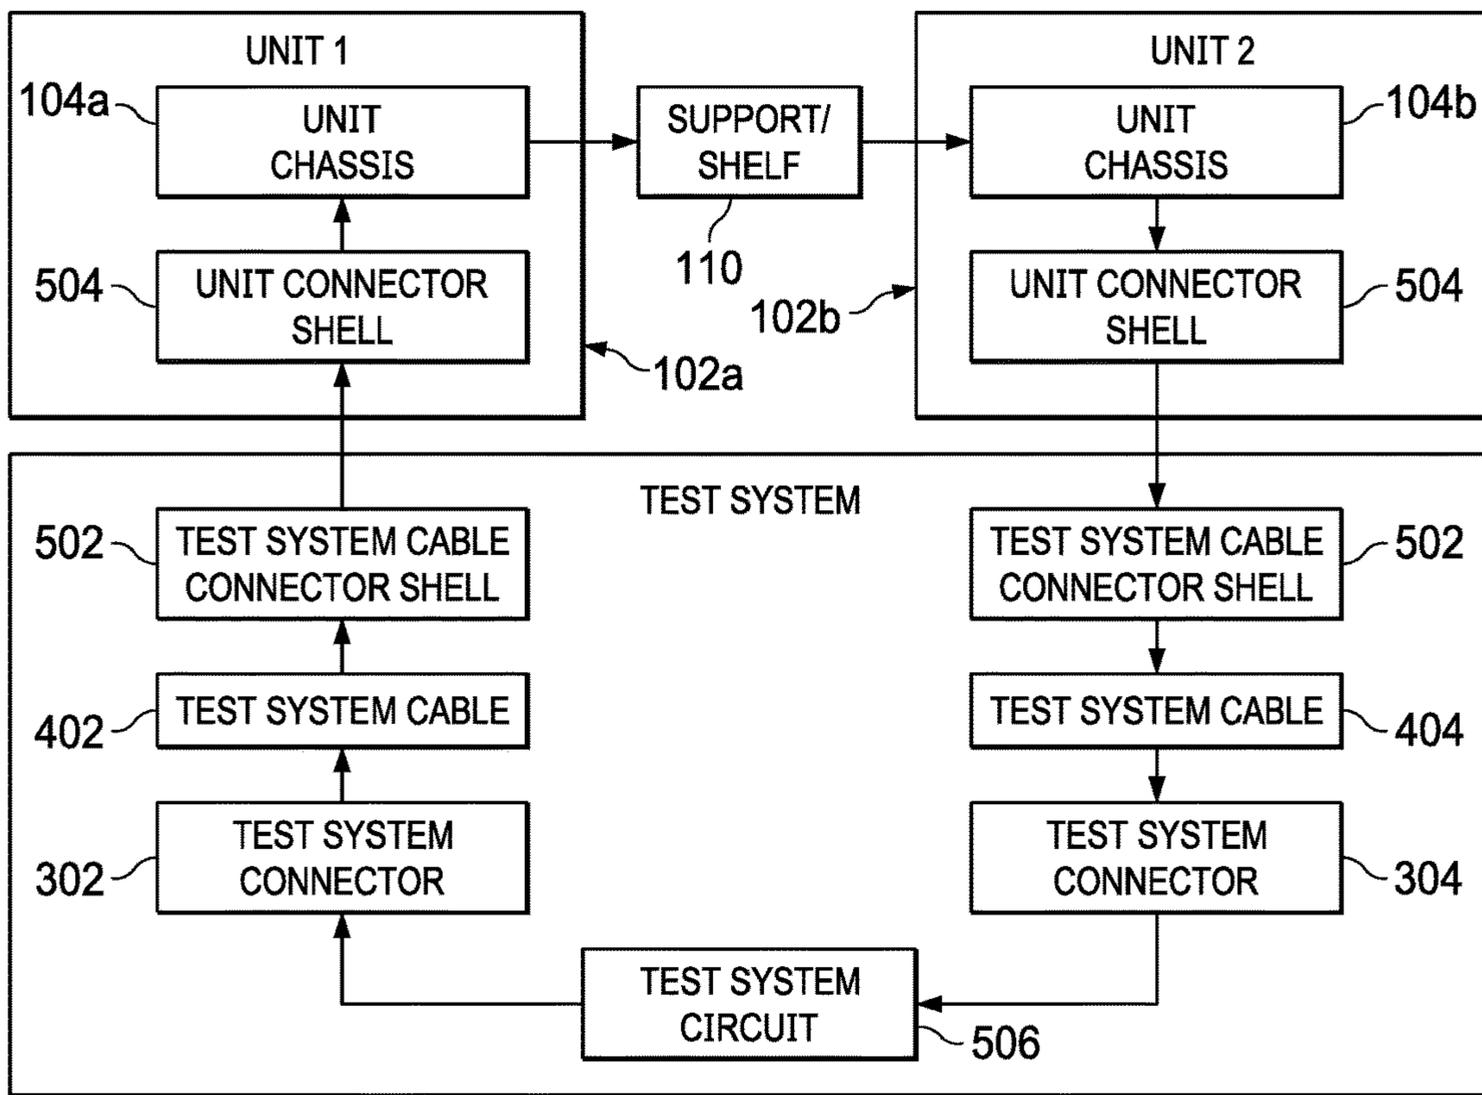 UNIT 1
UNIT 2
104a
UNIT
CHASSIS
SUPPORT/
SHELF
UNIT
CHASSIS
104b
110
504
UNIT CONNECTOR
SHELL
102a
102b
UNIT CONNECTOR
SHELL
504
TEST SYSTEM
502
TEST SYSTEM CABLE
CONNECTOR SHELL
TEST SYSTEM CABLE
CONNECTOR SHELL
502
402
TEST SYSTEM CABLE
TEST SYSTEM CABLE
404
302
TEST SYSTEM
CONNECTOR
TEST SYSTEM
CONNECTOR
304
TEST SYSTEM
CIRCUIT
506